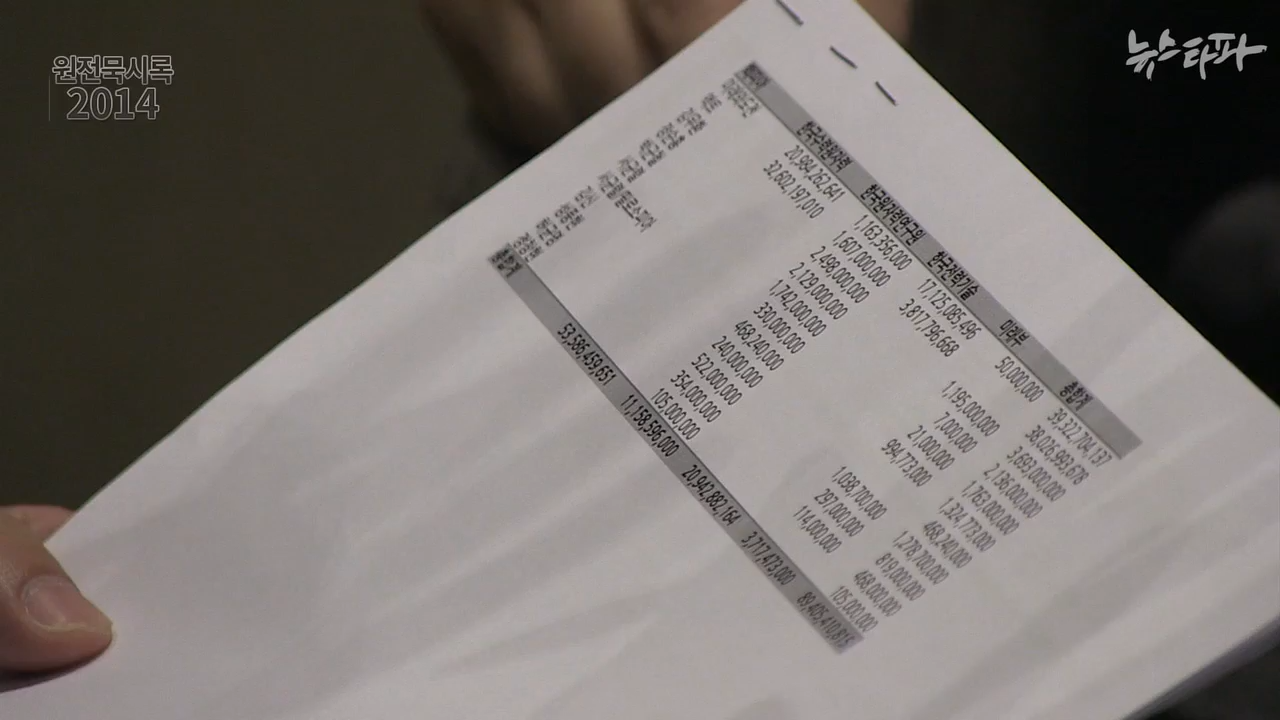 원전묵시록
2014
뉴스타파
한국수력원자력 한국원자력연구원 한국전력기술 미래부 총합계
미래와도전 20,984,262,641 1,163,356,000 17,125,085,496 50,000,000 39,322,704,137
32,602,197,010 1,607,000,000 3,817,796,668 38,026,993,678
2,498,000,000 1,195,000,000 3,693,000,000
2,129,000,000 7,000,000 2,136,000,000
1,742,000,000 21,000,000 1,763,000,000
330,000,000 994,773,000 1,324,773,000
468,240,000 468,240,000
240,000,000 1,038,700,000 1,278,700,000
522,000,000 297,000,000 819,000,000
354,000,000 114,000,000 468,000,000
105,000,000 105,000,000
53,586,459,651 11,158,596,000 20,942,882,164 3,717,473,000 89,405,410,815